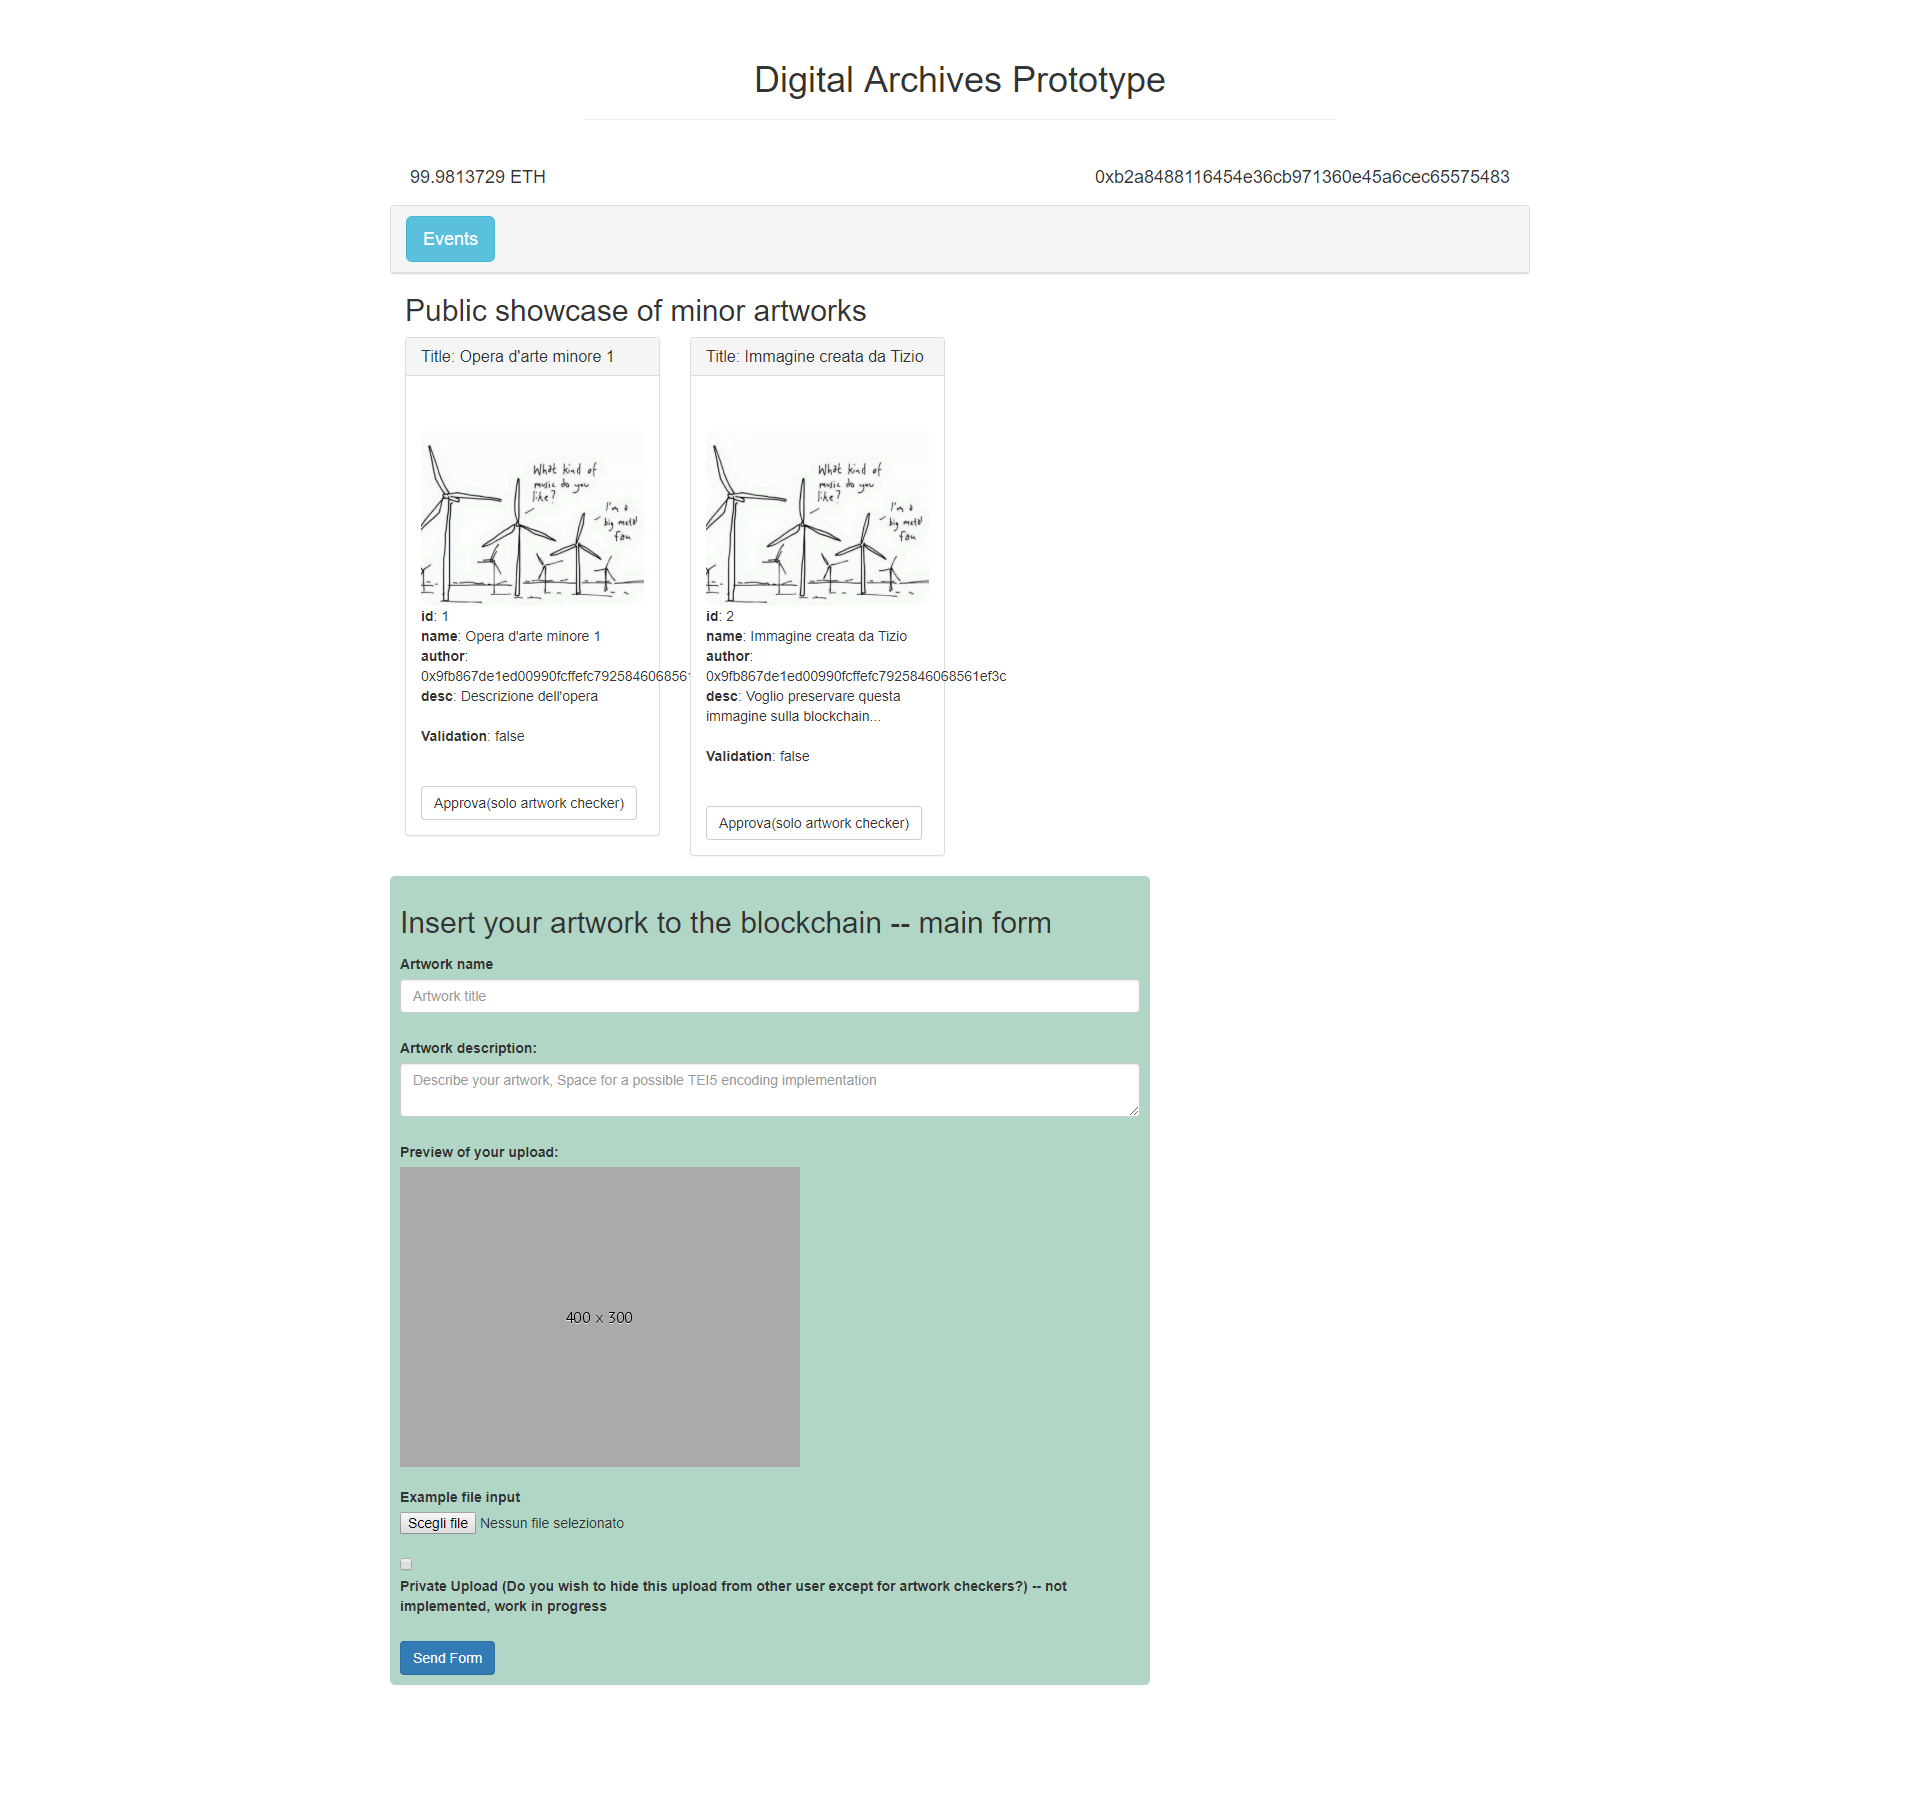 Digital Archives Prototype
99.9813729 ETH
0xb2a8488116454e36cb971360e45a6cec65575483
Events
Public showcase of minor artworks
Title: Opera d'arte minore 1
What kind of
music do you
like?
I'm a
big metal
fan
id: 1
name: Opera d'arte minore 1
author:
0x9fb867de1ed00990fcffefc792584606856
desc: Descrizione dell'opera
Validation: false
Approva(solo artwork checker)
Title: Immagine creata da Tizio
What kind of
music do you
like?
I'm a
big metal
fan
id: 2
name: Immagine creata da Tizio
author:
0x9fb867de1ed00990fcffefc7925846068561ef3c
desc: Voglio preservare questa
immagine sulla blockchain...
Validation: false
Approva(solo artwork checker)
Insert your artwork to the blockchain -- main form
Artwork name
Artwork title
Artwork description:
Describe your artwork, Space for a possible TEI5 encoding implementation
Preview of your upload:
400 x 300
Example file input
Scegli file Nessun file selezionato
Private Upload (Do you wish to hide this upload from other user except for artwork checkers?) -- not
implemented, work in progress
Send Form